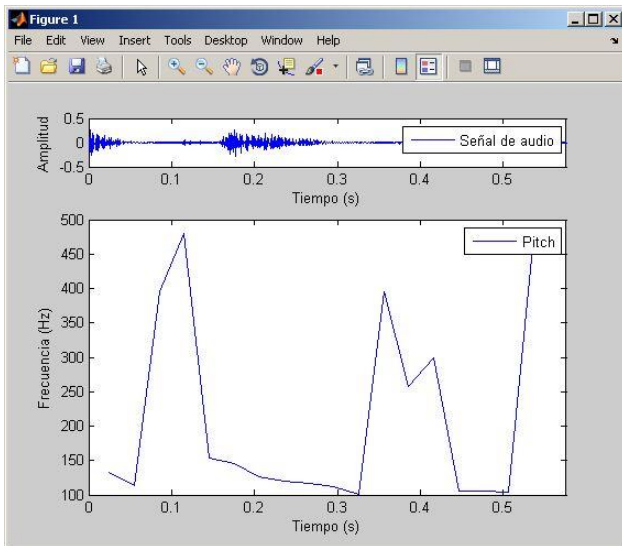 Figure 1
File Edit View Insert Tools Desktop Window Help
0.5
0
-0.5
Amplitud
Señal de audio
0 0.1 0.2 0.3 0.4 0.5
Tiempo (s)
500
450
400
350
300
250
200
150
100
Frecuencia (Hz)
Pitch
0 0.1 0.2 0.3 0.4 0.5
Tiempo (s)